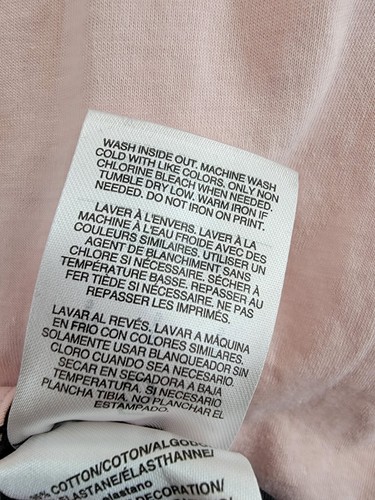 WASH INSIDE OUT. MACHINE WASH
COLD WITH LIKE COLORS. ONLY NON
CHLORINE BLEACH WHEN NEEDED.
TUMBLE DRY LOW. WARM IRON IF
NEEDED. DO NOT IRON ON PRINT.
LAVER À L'ENVERS. LAVER À LA
MACHINE À L'EAU FROIDE AVEC DES
COULEURS SIMILAIRES. UTILISER UN
AGENT DE BLANCHIMENT SANS
CHLORE SI NÉCESSAIRE. SÉCHER À
TEMPÉRATURE BASSE. REPASSER AU
FER TIÈDE SI NÉCESSAIRE. NE PAS
REPASSER LES IMPRIMÉS.
LAVAR AL REVÉS. LAVAR A MÁQUINA
EN FRIO CON COLORES SIMILARES.
SOLAMENTE USAR BLANQUEADOR SIN
CLORO CUANDO SEA NECESARIO.
SECAR EN SECADORA A BAJA
TEMPERATURA. SI NECESARIO
PLANCHA TIBIA. NO PLANCHAR EL
ESTAMPADO.
COTTON/COTON/ALGODÓ
ELASTANE/ÉLASTHANNE/
elastano
DECORATION/